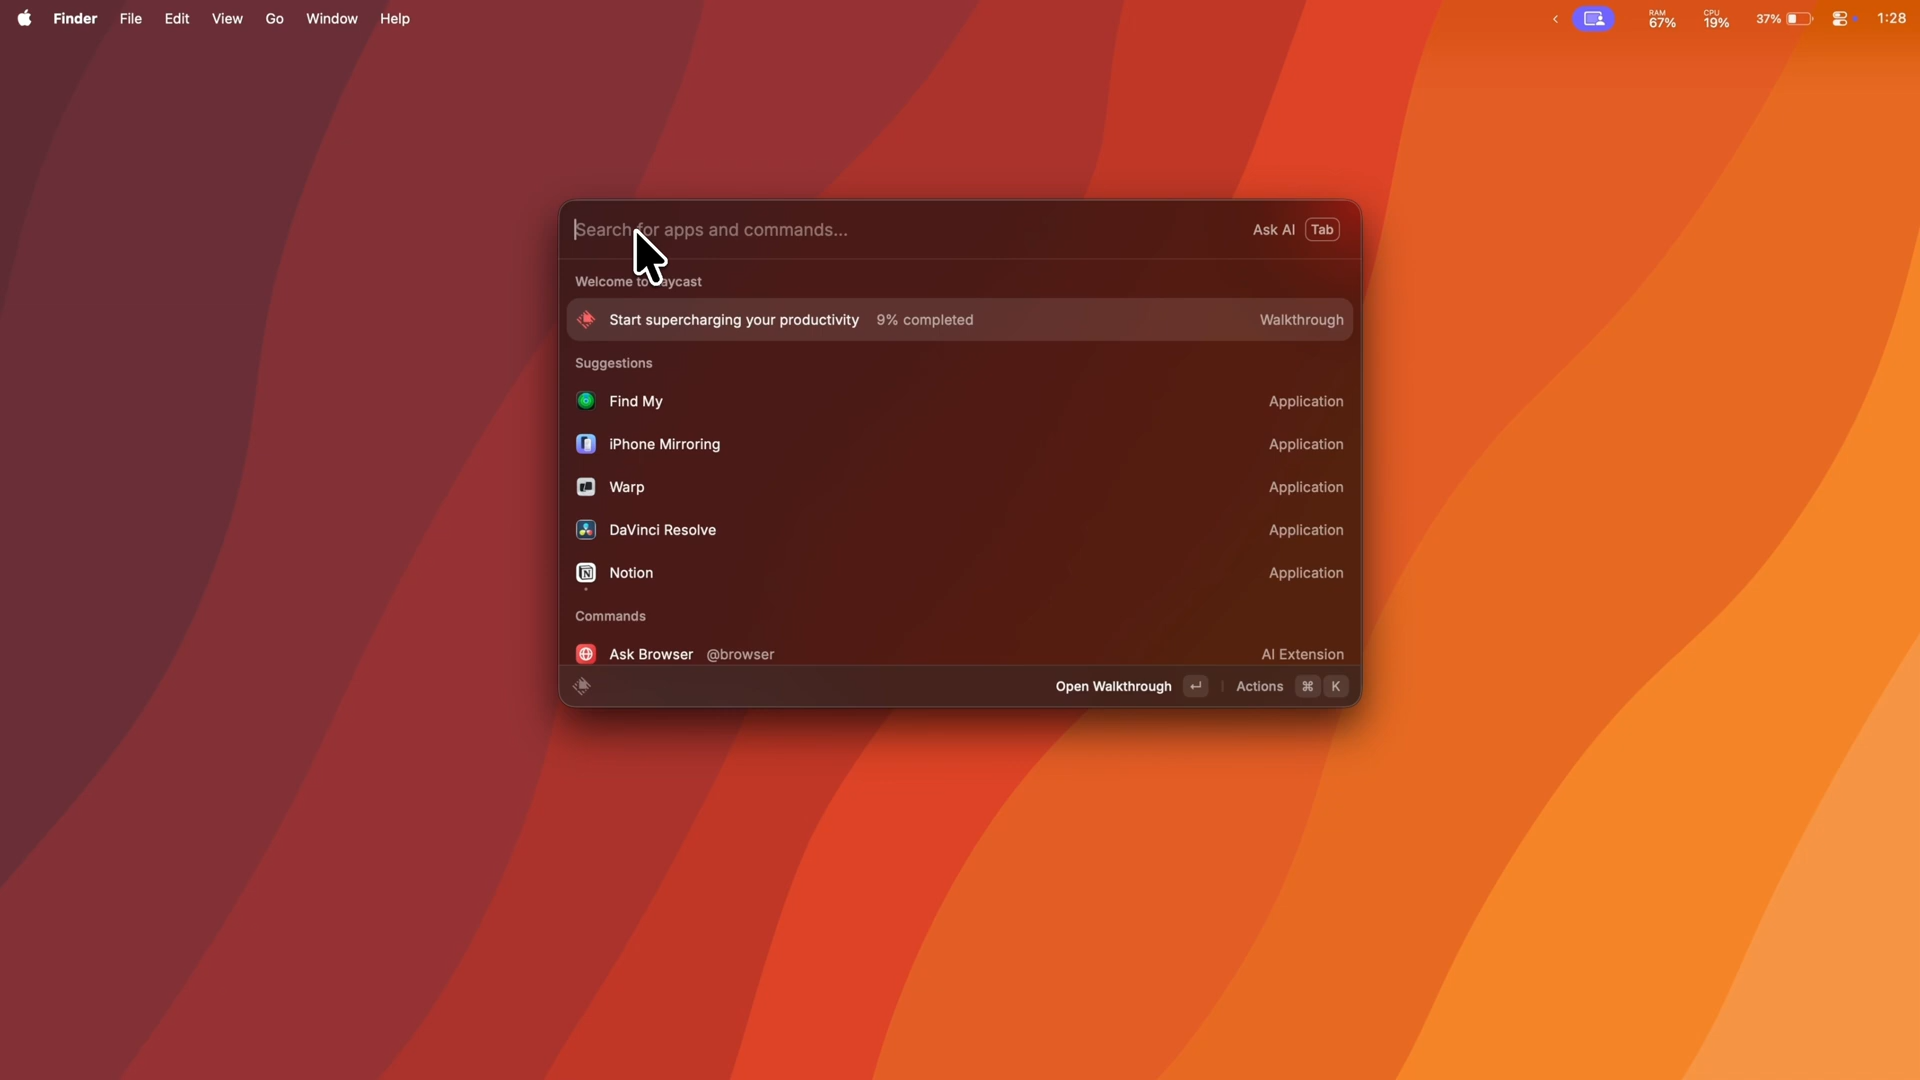 Finder File Edit View Go Window Help
RAM 67% CPU 19% 37% 1:28
Search for apps and commands... Ask AI Tab
Welcome to Raycast
Start supercharging your productivity 9% completed Walkthrough
Suggestions
Find My Application
iPhone Mirroring Application
Warp Application
DaVinci Resolve Application
Notion Application
Commands
Ask Browser @browser AI Extension
Open Walkthrough ↵ Actions ⌘ K